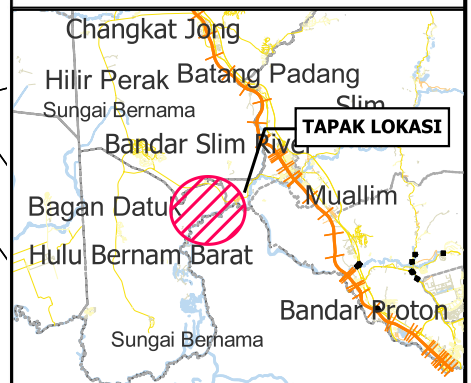 Changkat Jong
Hilir Perak
Batang Padang
Sungai Bernama
Slim
TAPAK LOKASI
Bandar Slim River
Muallim
Bagan Datuk
Hulu Bernam Barat
Bandar Proton
Sungai Bernama